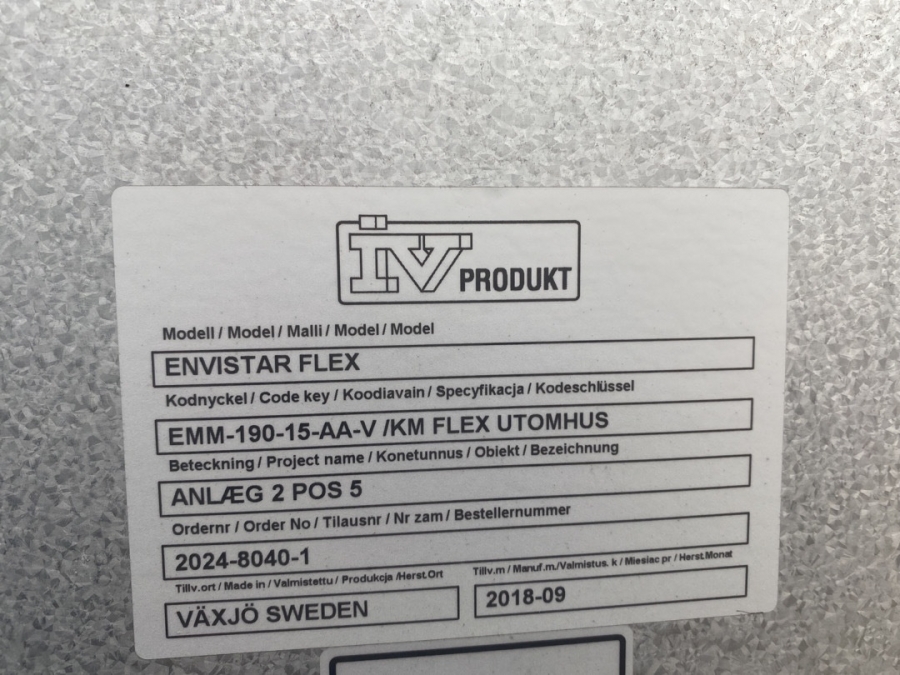 IV PRODUKT
Modell / Model / Malli / Model / Model
ENVISTAR FLEX
Kodnyckel / Code key / Koodiavain / Specyfikacja / Kodeschlüssel
EMM-190-15-AA-V /KM FLEX UTOMHUS
Beteckning / Project name / Konetunnus / Obiekt / Bezeichnung
ANLÆG 2 POS 5
Ordernr / Order No / Tilausnr / Nr zam / Bestellernummer
2024-8040-1
Tillv.ort / Made in / Valmistettu / Produkcja /Herst.Ort
Tillv.m / Manuf.m./Valmistus. k / Miesiac pr / Herst.Monat
VÄXJÖ SWEDEN
2018-09